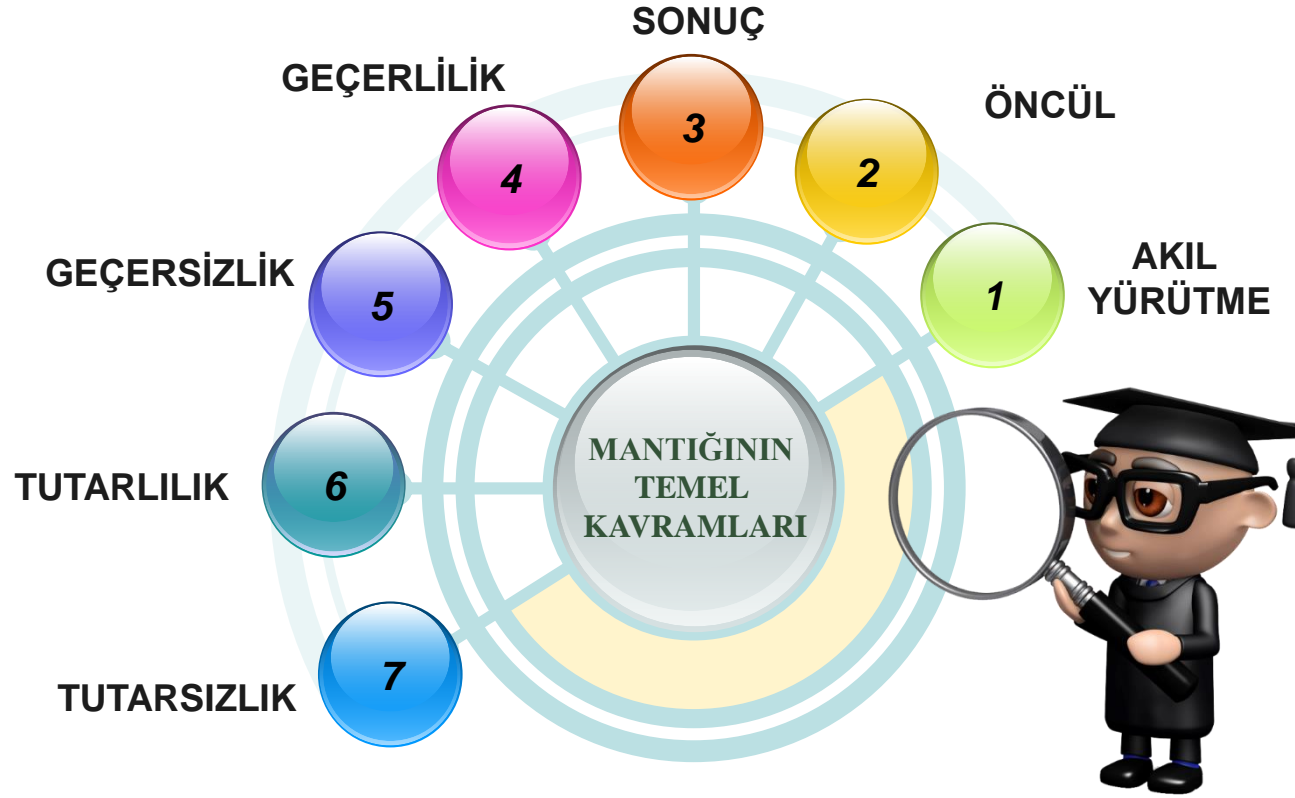 SONUÇ
3
GEÇERLİLİK
4
ÖNCÜL
2
GEÇERSİZLİK
5
AKIL
YÜRÜTME
1
MANTIĞININ
TEMEL
KAVRAMLARI
TUTARLILIK
6
TUTARSIZLIK
7